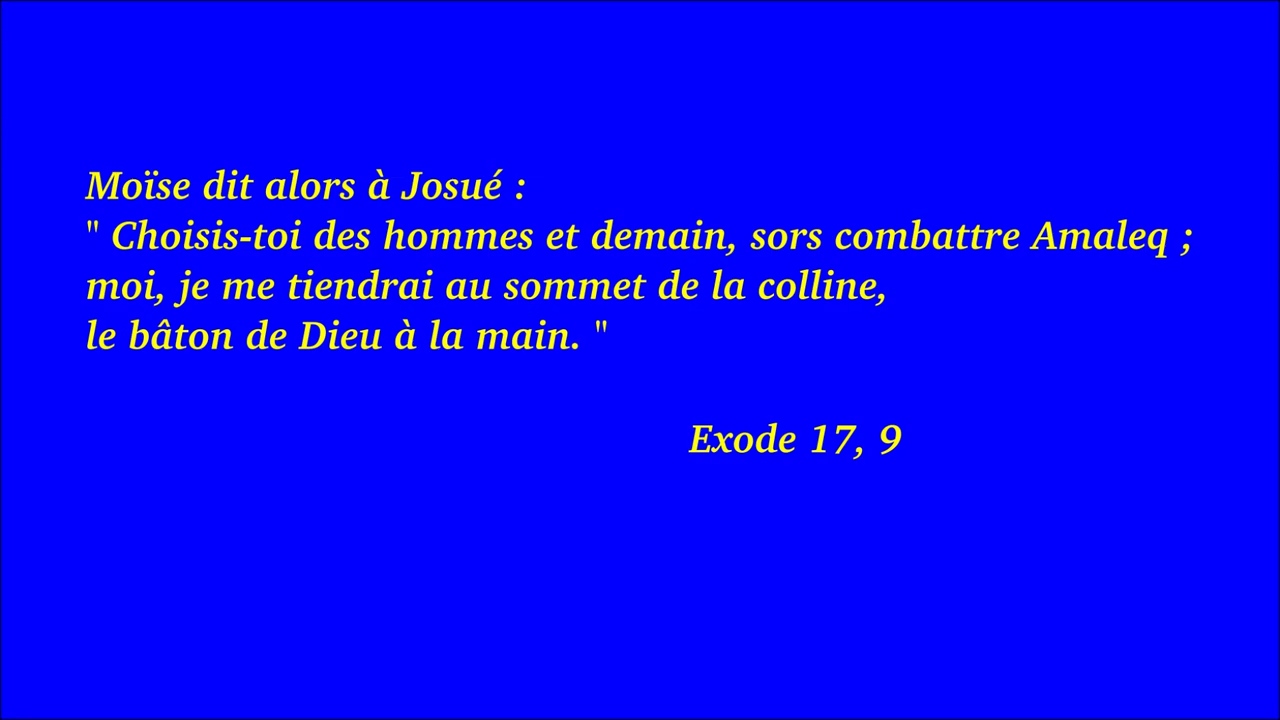 Moïse dit alors à Josué :
" Choisis-toi des hommes et demain, sors combattre Amaleq ;
moi, je me tiendrai au sommet de la colline,
le bâton de Dieu à la main. "
Exode 17, 9